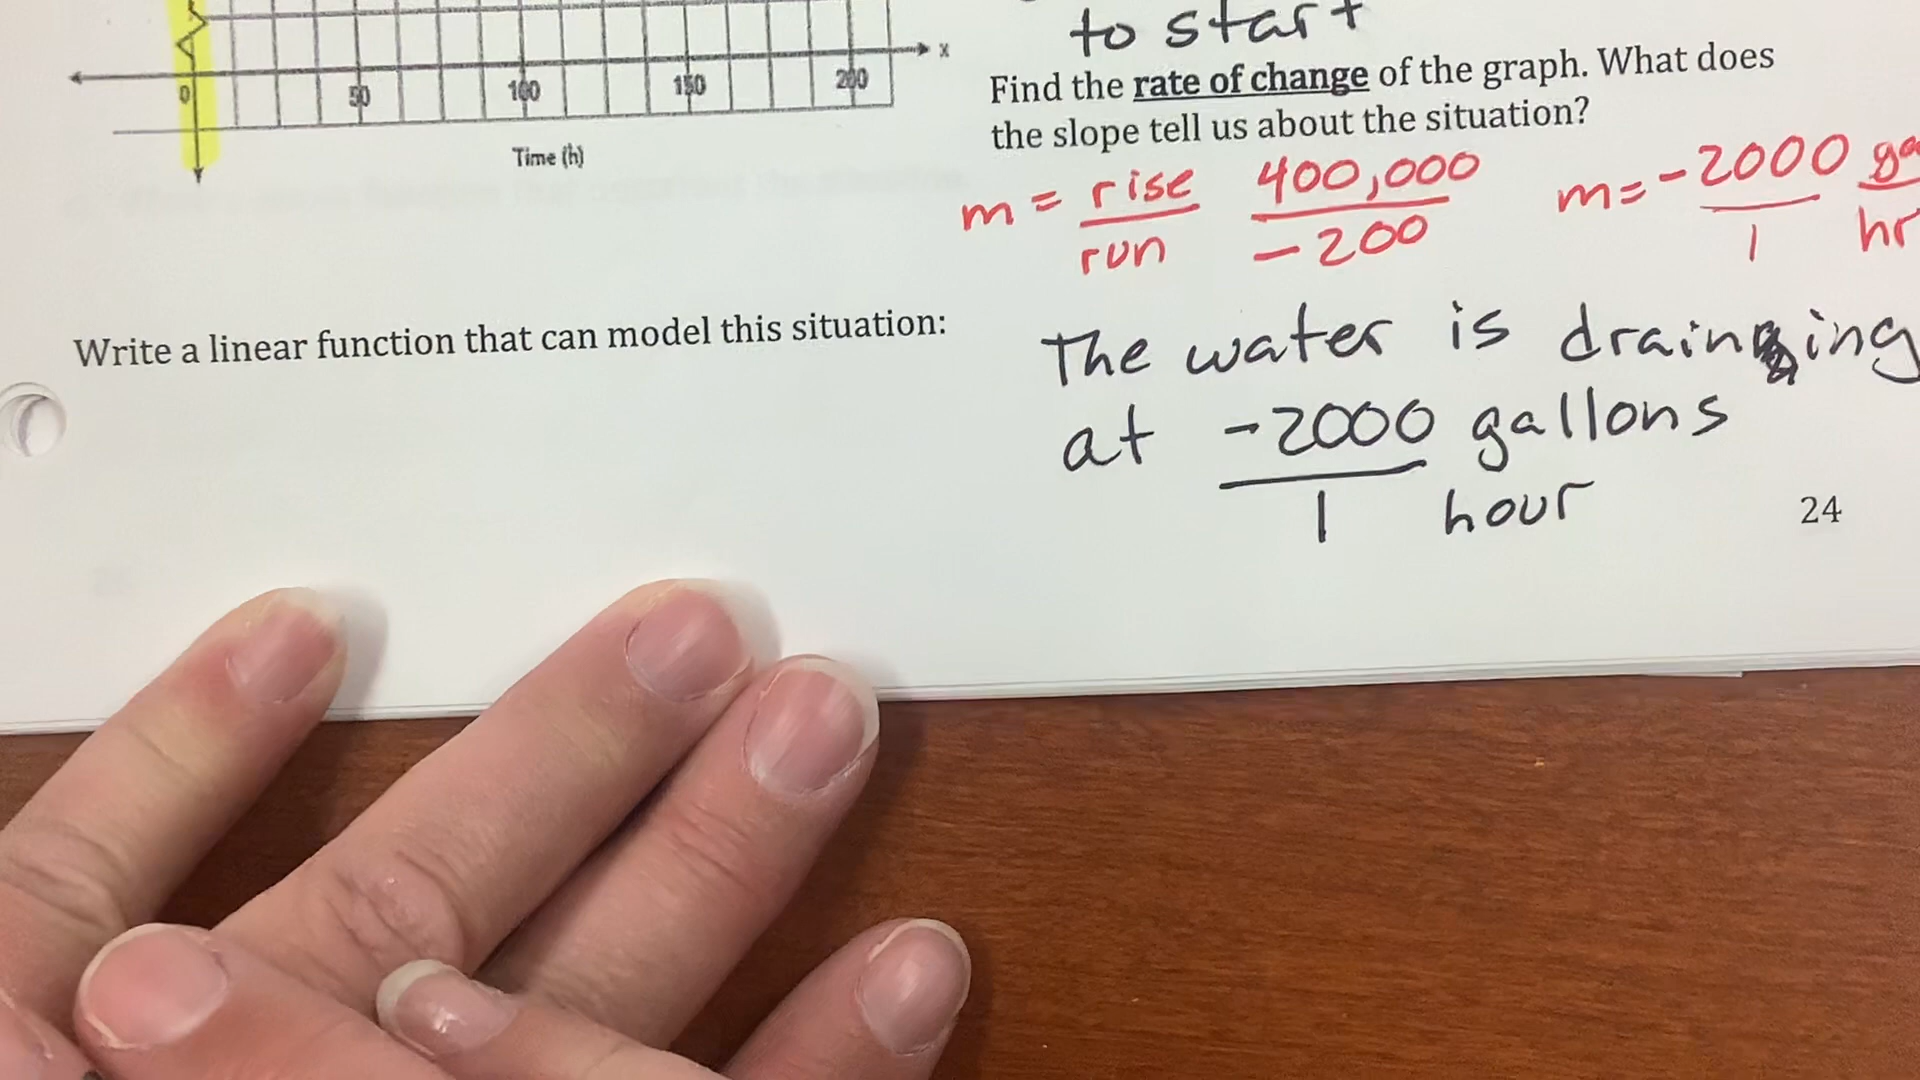 to start
x
0 50 100 150 200
Time (h)
Find the rate of change of the graph. What does
the slope tell us about the situation?
m = rise 400,000 m = -2000
run -200 1 hr
Write a linear function that can model this situation:
The water is draining
at -2000 gallons
1 hour
24